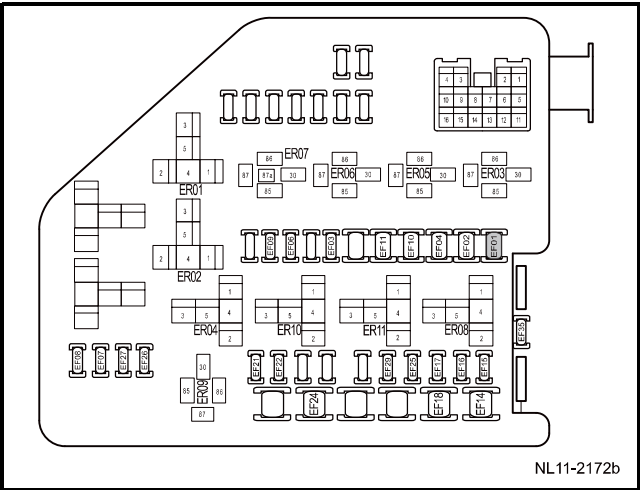 4 3 2 1
10 9 8 7 6 5
16 15 14 13 12 11
3
5
2 4 1
ER01
86 ER07
87 87a 30
85
86
87 ER06 30
85
86
87 ER05 30
85
86
87 ER03 30
85
3
5
2 4 1
ER02
EF09 EF06 EF03 EF11 EF10 EF04 EF02 EF01
1
3 5 4
ER04 2
1
3 5 4
ER10 2
1
3 5 4
ER11 2
1
3 5 4
ER08 2
EF35
EF08 EF07 EF27 EF26
EF21 EF22 EF29 EF25 EF17 EF16 EF15
30
85 ER09 86
87
EF24 EF18 EF14
NL11-2172b